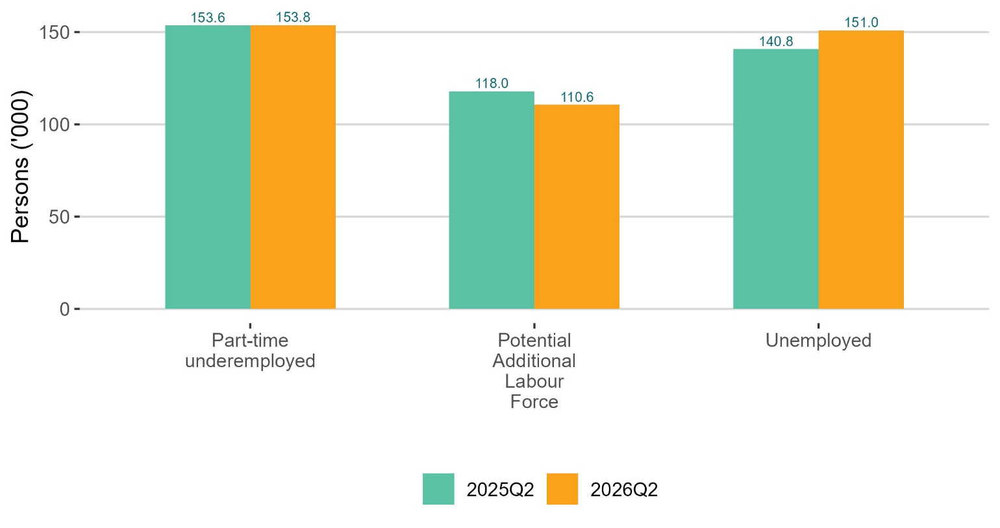 153.6
153.8
118.0
110.6
140.8
151.0
150
100
50
0
Persons ('000)
Part-time
underemployed
Potential
Additional
Labour
Force
Unemployed
2025Q2
2026Q2